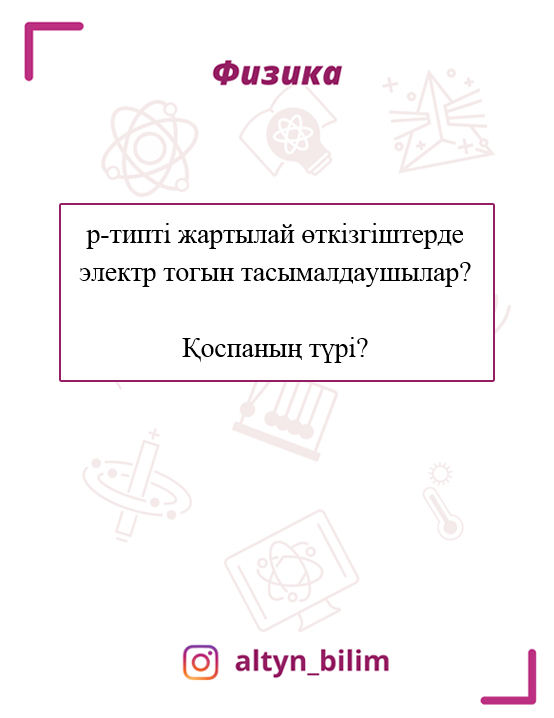 Физика
р-типті жартылай өткізгіштерде
электр тогын тасымалдаушылар?
Қоспаның түрі?
altyn_bilim